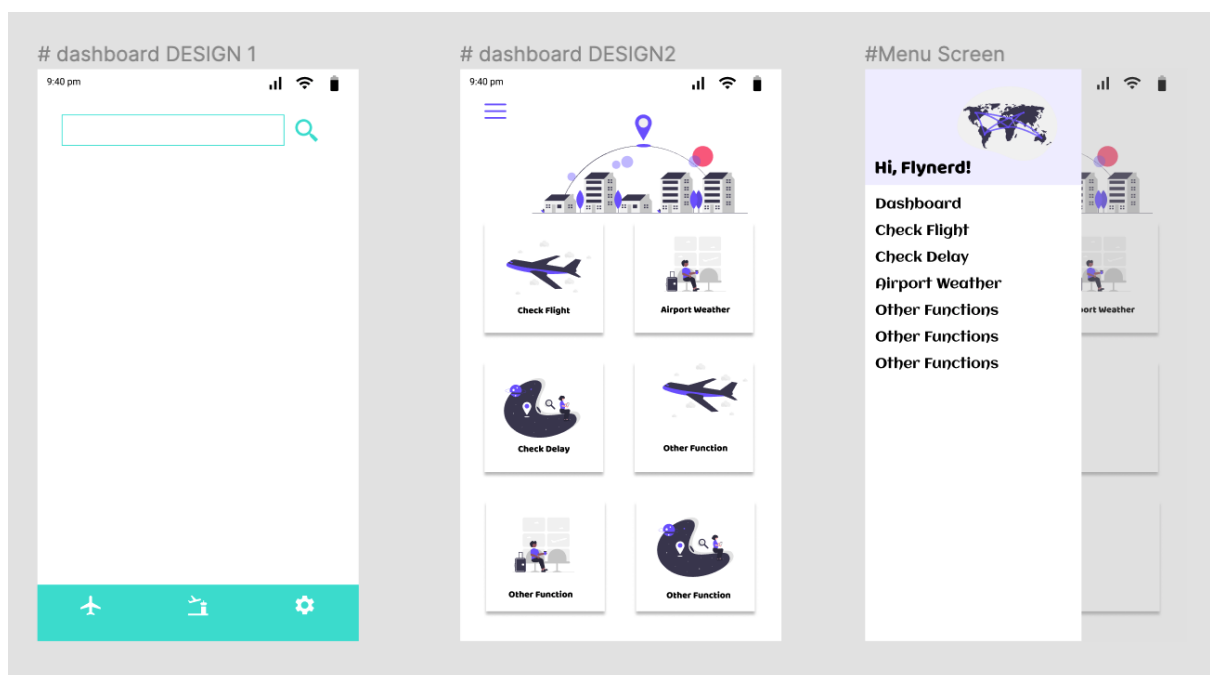 # dashboard DESIGN 1
9:40 pm
# dashboard DESIGN2
9:40 pm
Check Flight
Airport Weather
Check Delay
Other Function
Other Function
Other Function
#Menu Screen
Hi, Flynerd!
Dashboard
Check Flight
Check Delay
Airport Weather
Other Functions
Other Functions
Other Functions
ort Weather